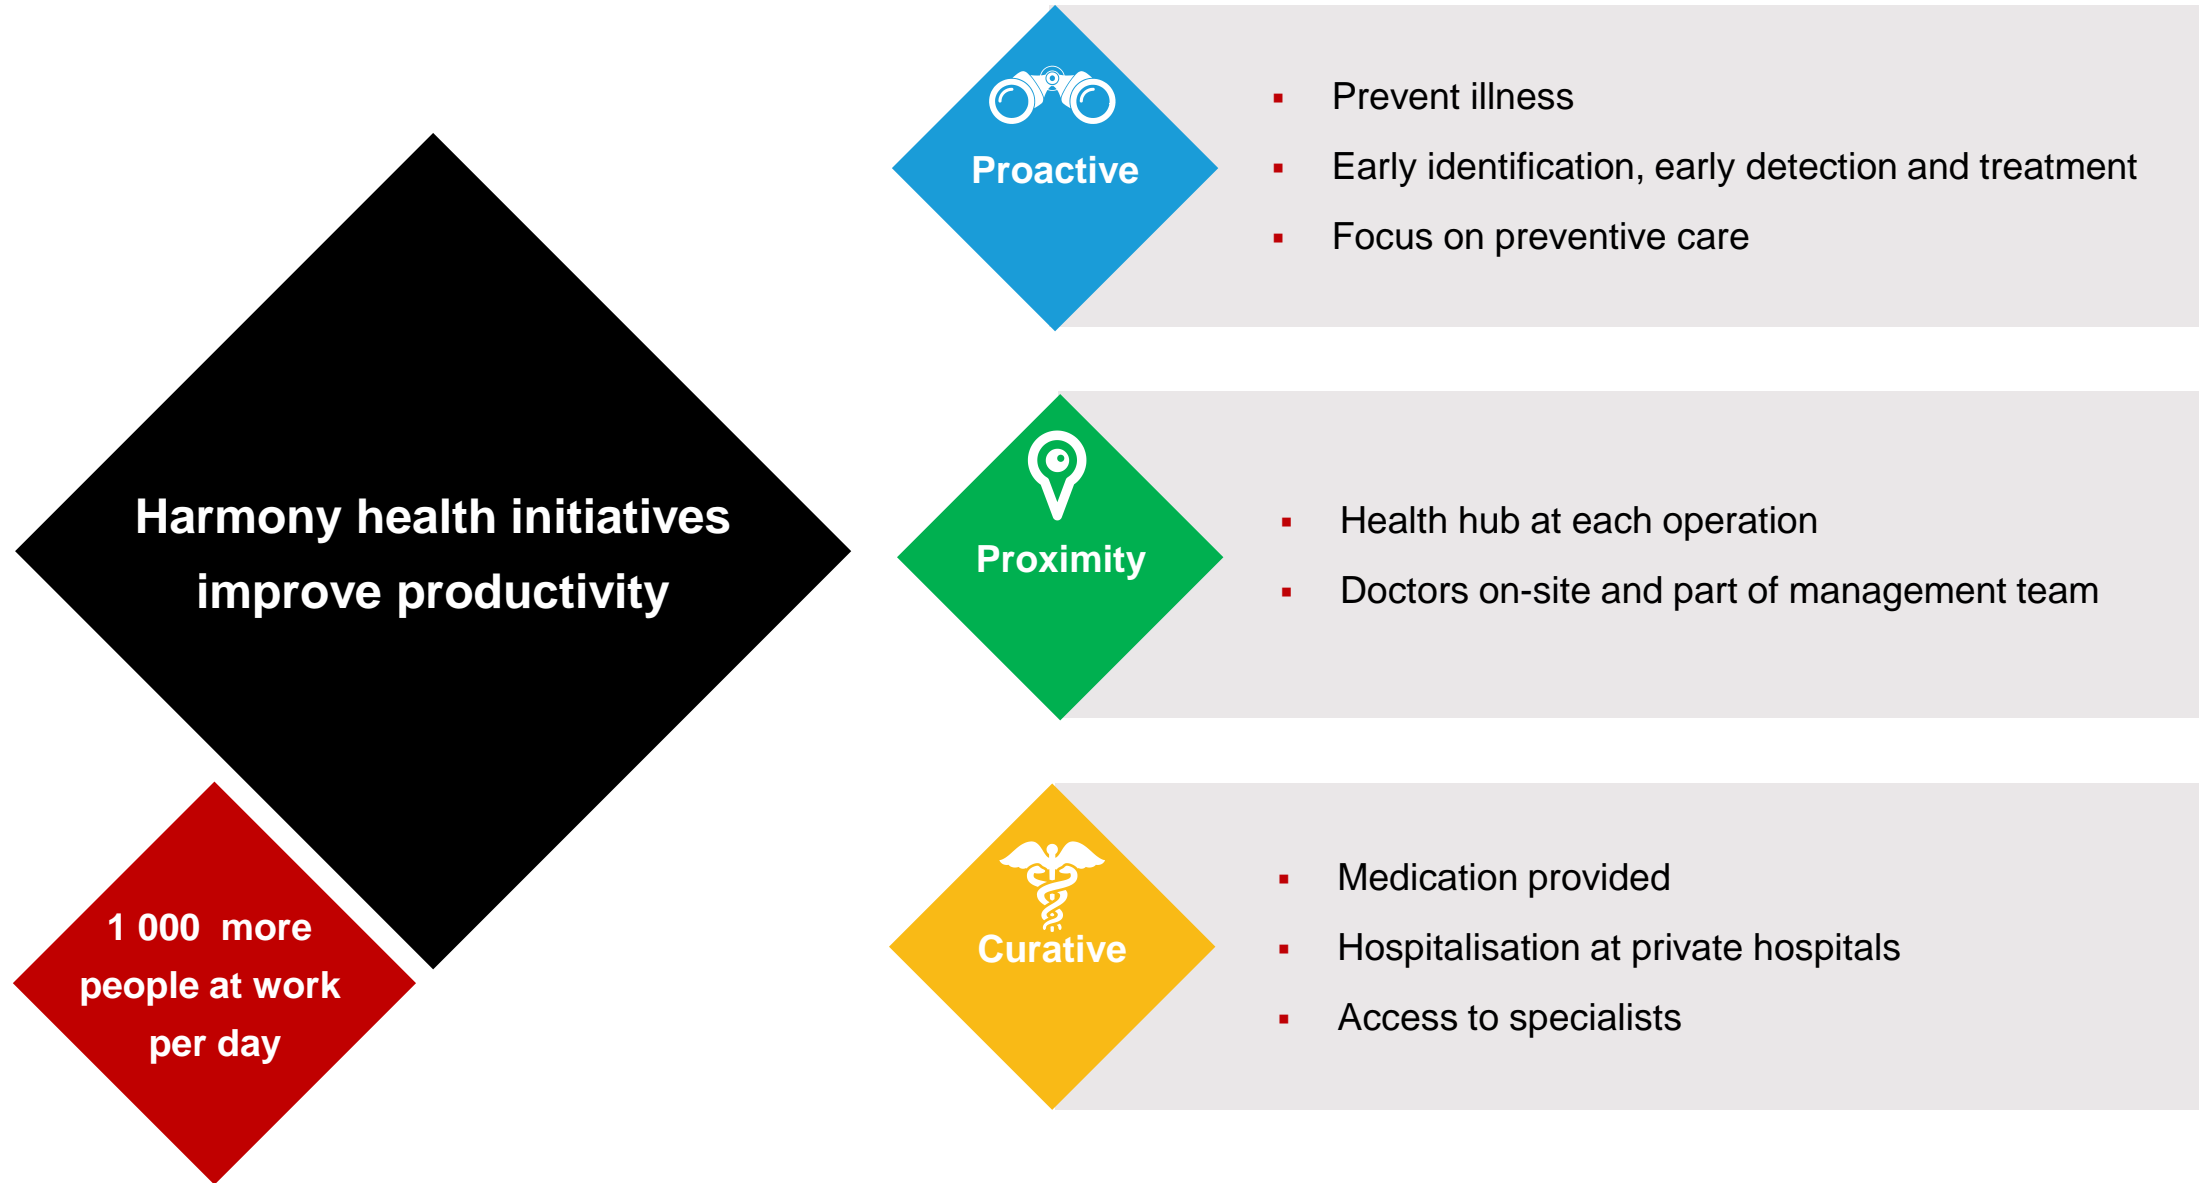 Harmony health initiatives
improve productivity
1 000  more
people at work
per day
Proactive
▪ Prevent illness
▪ Early identification, early detection and treatment
▪ Focus on preventive care
Proximity
▪ Health hub at each operation
▪ Doctors on-site and part of management team
Curative
▪ Medication provided
▪ Hospitalisation at private hospitals
▪ Access to specialists